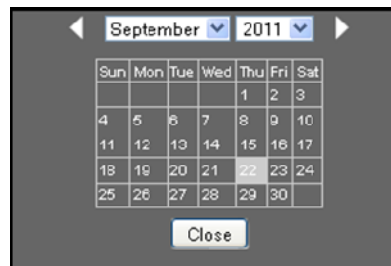 September 2011
Sun Mon Tue Wed Thu Fri Sat
1 2 3
4 5 6 7 8 9 10
11 12 13 14 15 16 17
18 19 20 21 22 23 24
25 26 27 28 29 30
Close